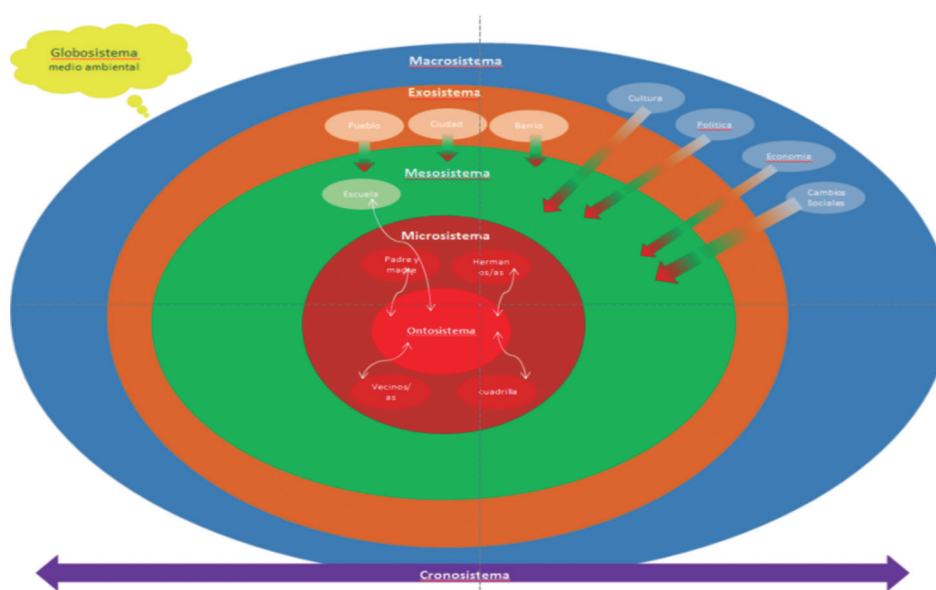 Globosistema
medio ambiental
Macrosistema
Exosistema
Cultura
Pueblo
Ciudad
Barrio
Política
Economía
Mesosistema
Escuela
Cambios
Sociales
Microsistema
Padre y
madre
Herman
os/as
Ontosistema
Vecinos/
as
cuadrilla
Cronosistema